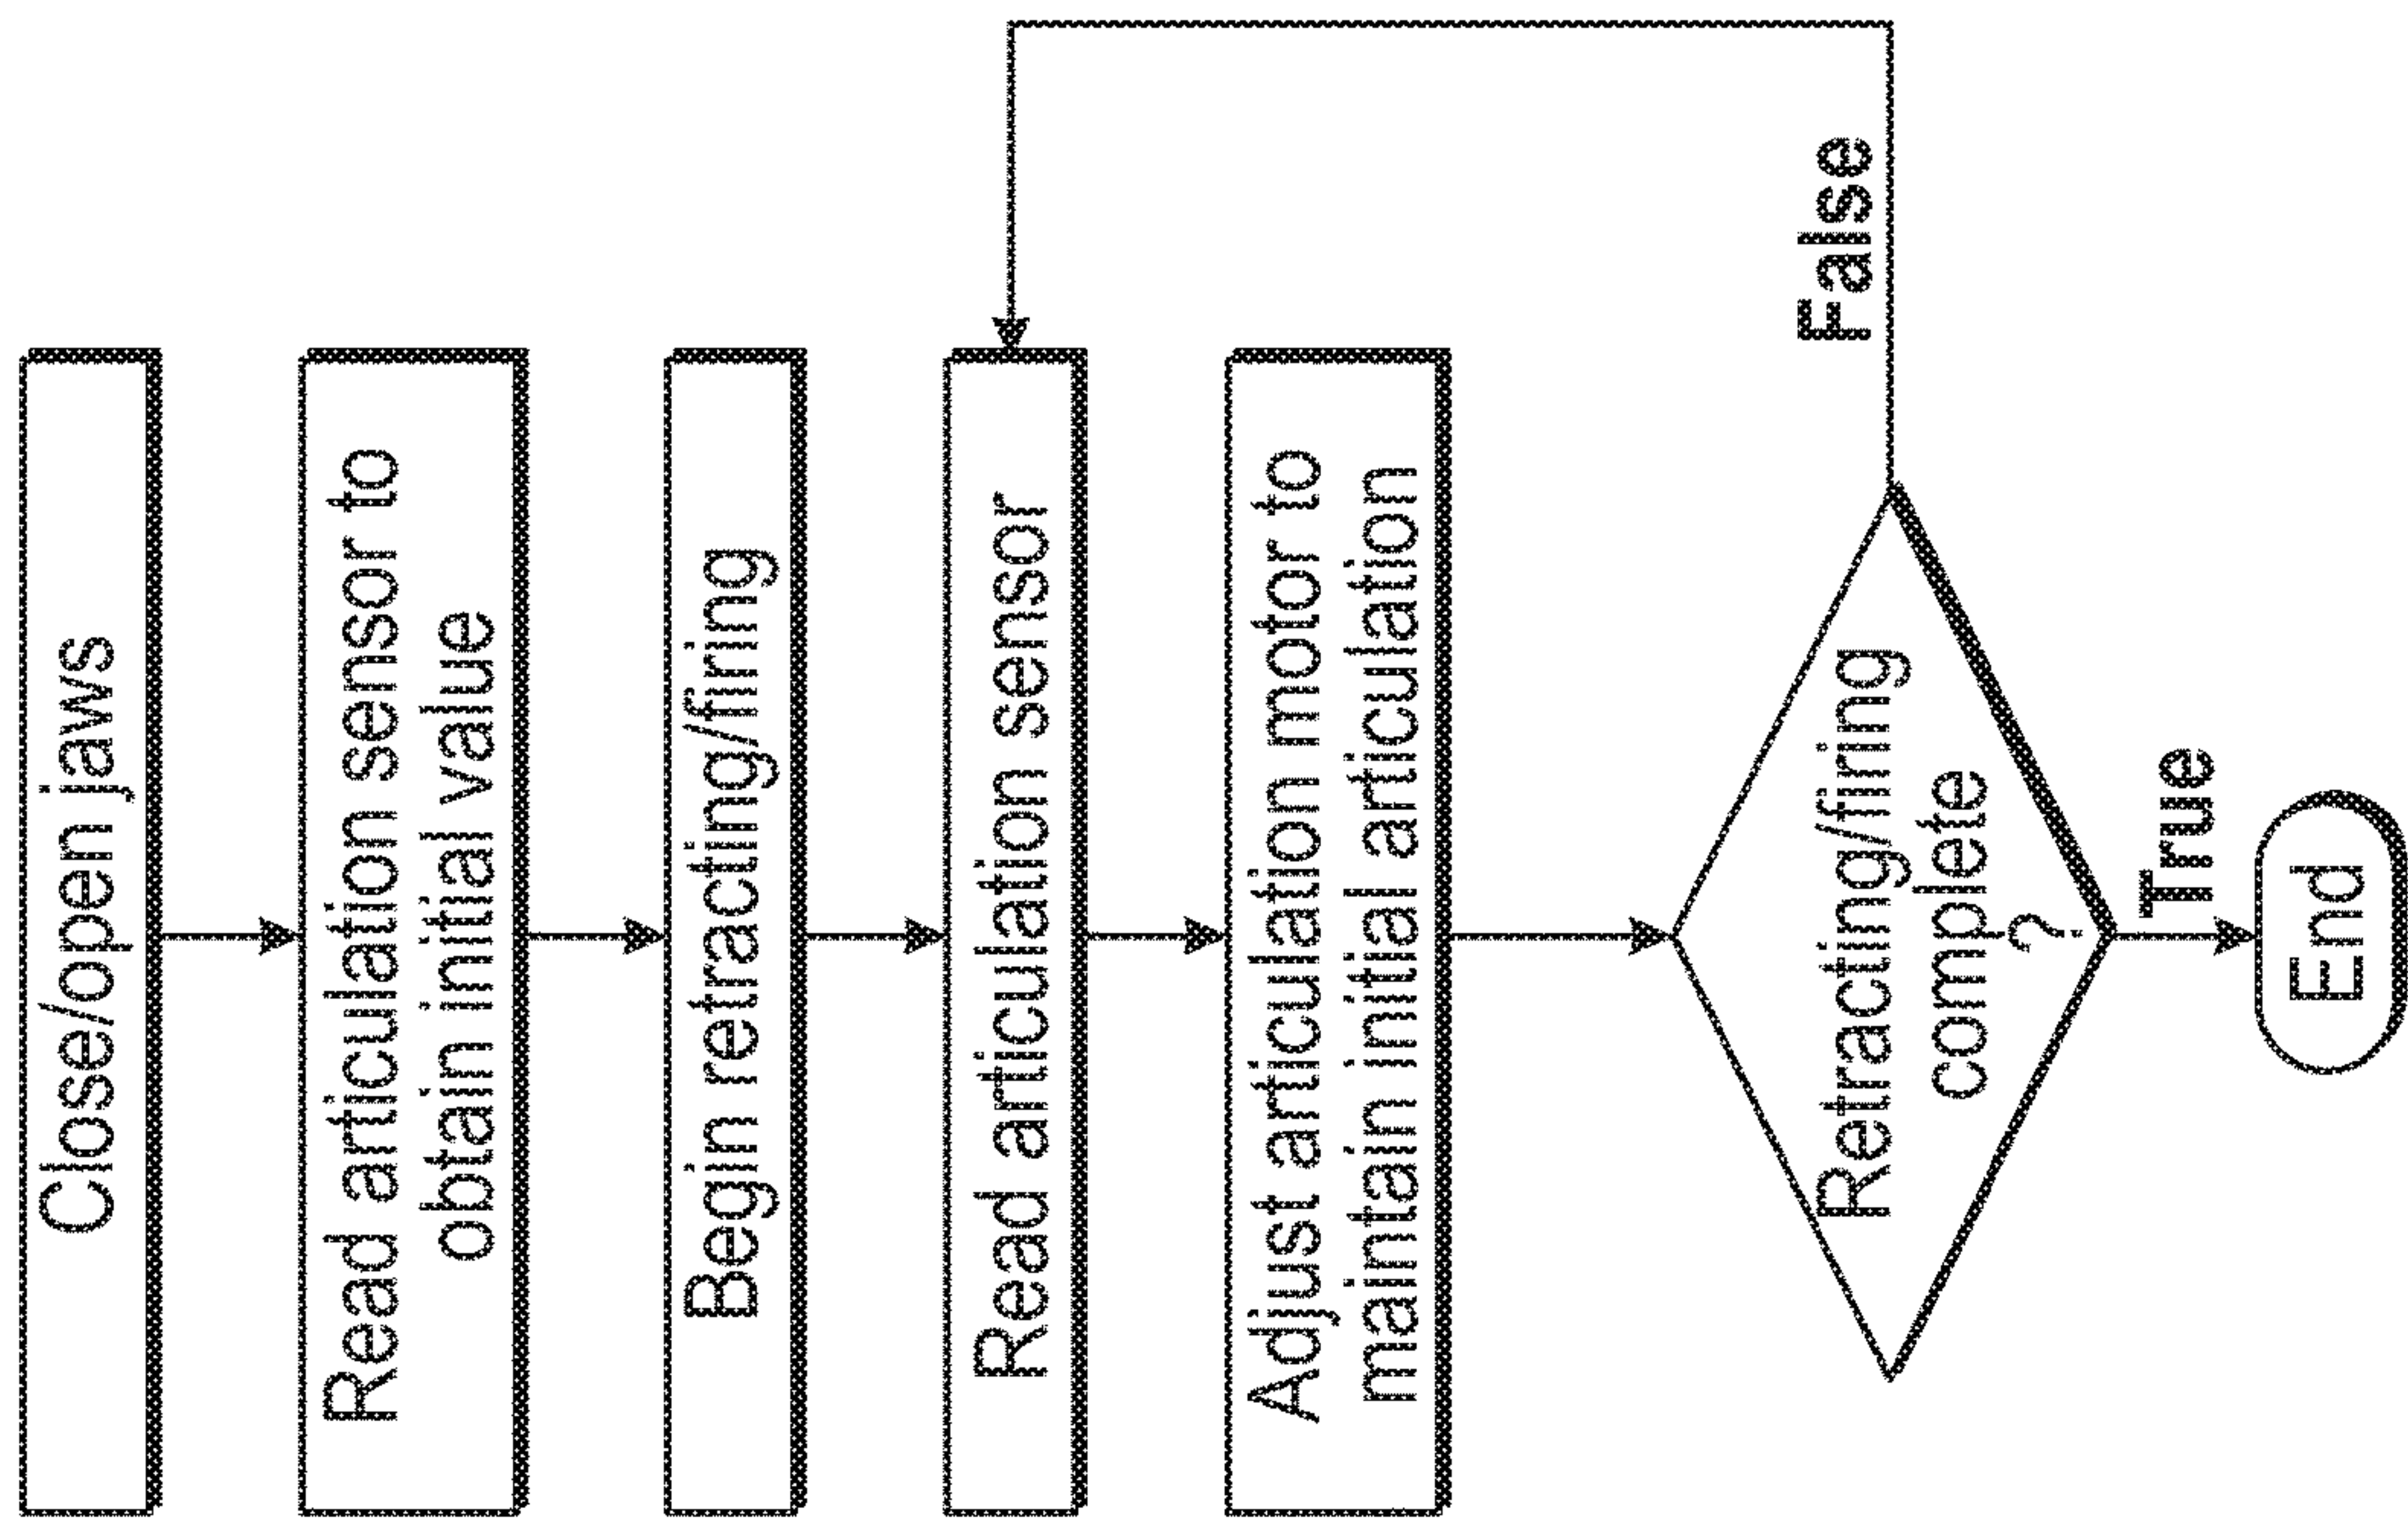 Close/open jaws
Read articulation sensor to
obtain initial value
Begin retracting/firing
Read articulation sensor
Adjust articulation motor to
maintain initial articulation
Retracting/firing
complete
?
False
True
End